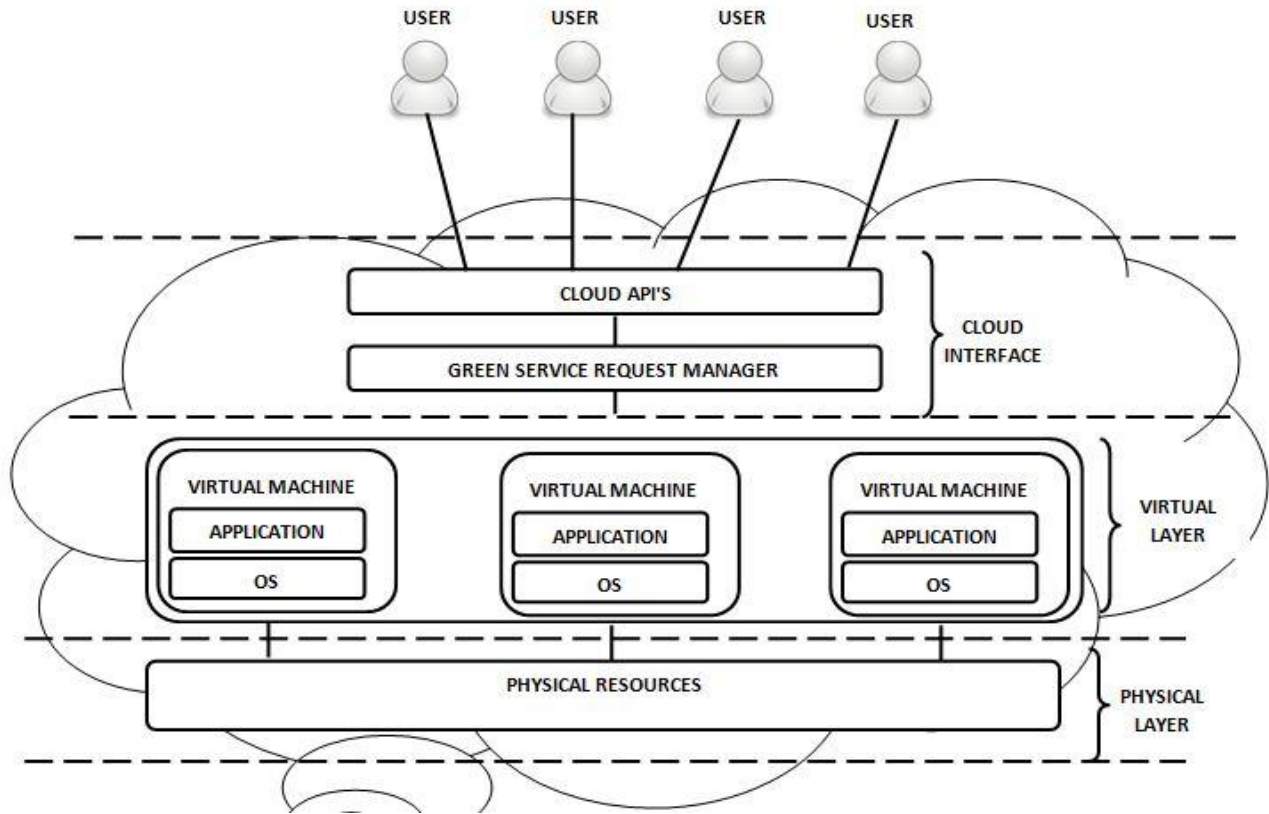 USER USER USER USER
CLOUD API'S
GREEN SERVICE REQUEST MANAGER
CLOUD
INTERFACE
VIRTUAL MACHINE
APPLICATION
OS
VIRTUAL MACHINE
APPLICATION
OS
VIRTUAL MACHINE
APPLICATION
OS
VIRTUAL
LAYER
PHYSICAL RESOURCES
PHYSICAL
LAYER